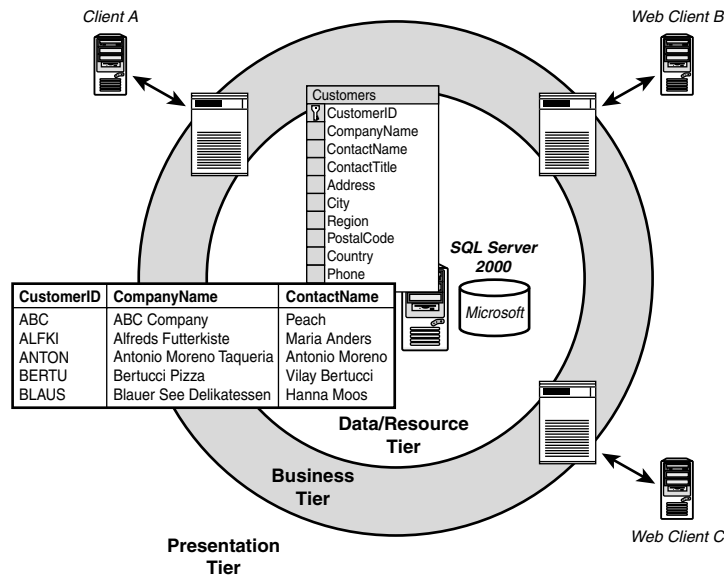 Client A
Web Client B
Customers
CustomerID
CompanyName
ContactName
ContactTitle
Address
City
Region
PostalCode
Country
Phone
SQL Server
2000
Microsoft
CustomerID CompanyName ContactName
ABC ABC Company Peach
ALFKI Alfreds Futterkiste Maria Anders
ANTON Antonio Moreno Taqueria Antonio Moreno
BERTU Bertucci Pizza Vilay Bertucci
BLAUS Blauer See Delikatessen Hanna Moos
Data/Resource
Tier
Business
Tier
Presentation
Tier
Web Client C